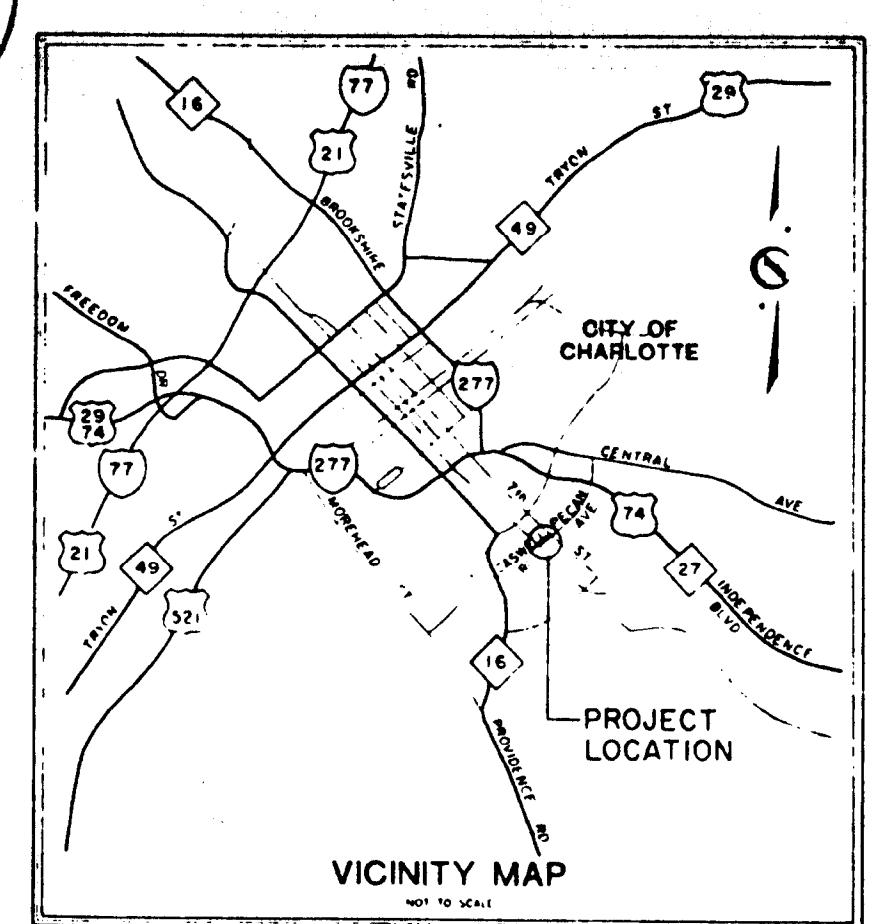 16
77
21
STATESVILLE RD
29
TRYON ST
49
BROOKSHIRE
FREEDOM DR
CITY OF
CHARLOTTE
277
29
74
77
277
CENTRAL AVE
21
49
TRYON ST
521
MOREHEAD ST
7TH ST
PECAN
AVE
74
27
INDEPENDENCE
BLVD
16
PROVIDENCE RD
PROJECT
LOCATION
VICINITY MAP
NOT TO SCALE